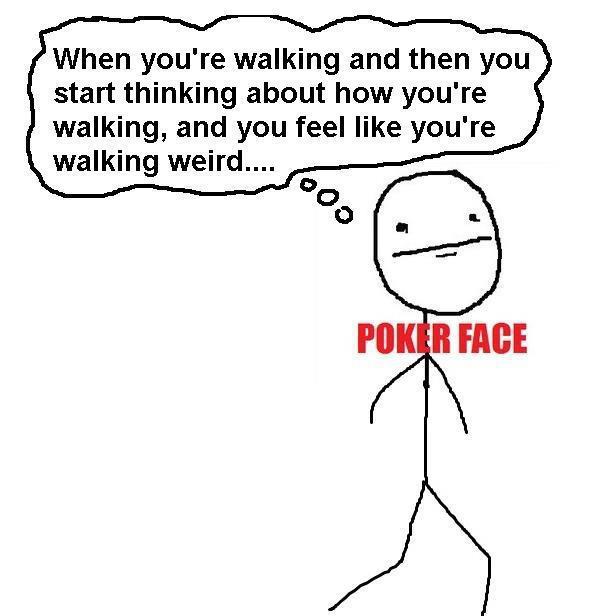 When you're walking and then you
start thinking about how you're
walking, and you feel like you're
walking weird....
POKER FACE